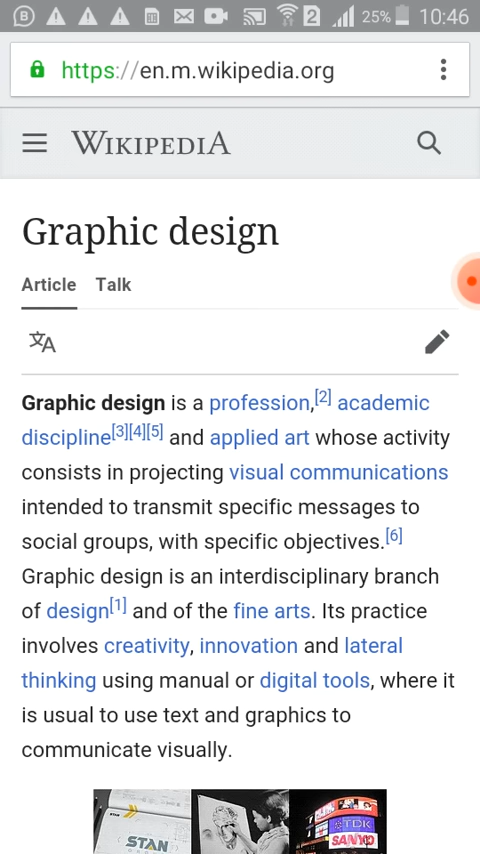 2 25% 10:46
https://en.m.wikipedia.org
WIKIPEDIA
Graphic design
Article Talk
文A
Graphic design is a profession,[2] academic
discipline[3][4][5] and applied art whose activity
consists in projecting visual communications
intended to transmit specific messages to
social groups, with specific objectives.[6]
Graphic design is an interdisciplinary branch
of design[1] and of the fine arts. Its practice
involves creativity, innovation and lateral
thinking using manual or digital tools, where it
is usual to use text and graphics to
communicate visually.
STAN
TDK
SANYO